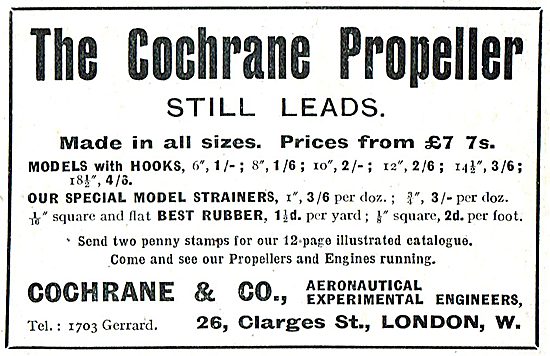 The Cochrane Propeller
STILL LEADS.
Made in all sizes. Prices from £7 7s.
MODELS with HOOKS, 6", 1/-; 8", 1/6; 10", 2/-; 12", 2/6; 14½", 3/6;
18½", 4/6.
OUR SPECIAL MODEL STRAINERS, 1", 3/6 per doz.; ¾", 3/- per doz.
1/16" square and flat BEST RUBBER, 1½d. per yard; ⅛" square, 2d. per foot.
Send two penny stamps for our 12-page illustrated catalogue.
Come and see our Propellers and Engines running.
COCHRANE & CO., AERONAUTICAL EXPERIMENTAL ENGINEERS,
Tel.: 1703 Gerrard. 26, Clarges St., LONDON, W.